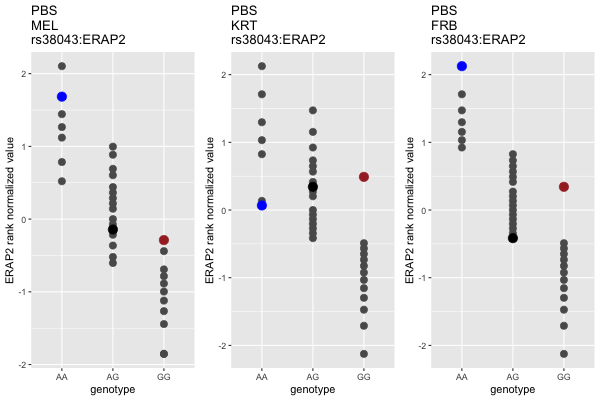 PBS
MEL
rs38043:ERAP2
ERAP2 rank normalized value
2
1
0
-1
-2
AA
AG
GG
genotype
PBS
KRT
rs38043:ERAP2
ERAP2 rank normalized value
2
1
0
-1
-2
AA
AG
GG
genotype
PBS
FRB
rs38043:ERAP2
ERAP2 rank normalized value
2
1
0
-1
-2
AA
AG
GG
genotype